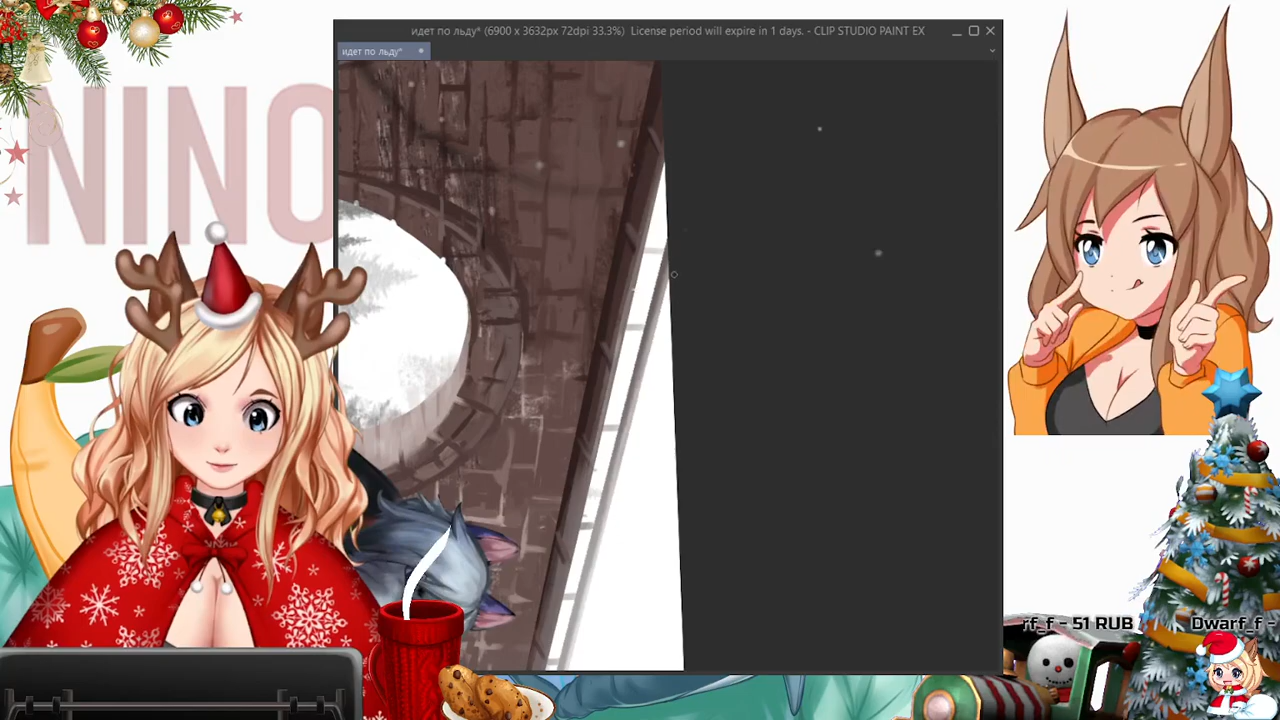 идет по льду* (6900 x 3632px 72dpi 33.3%) License period will expire in 1 days. - CLIP STUDIO PAINT EX
идет по льду*
NINO
rf_f - 51 RUB Dwarf_f -